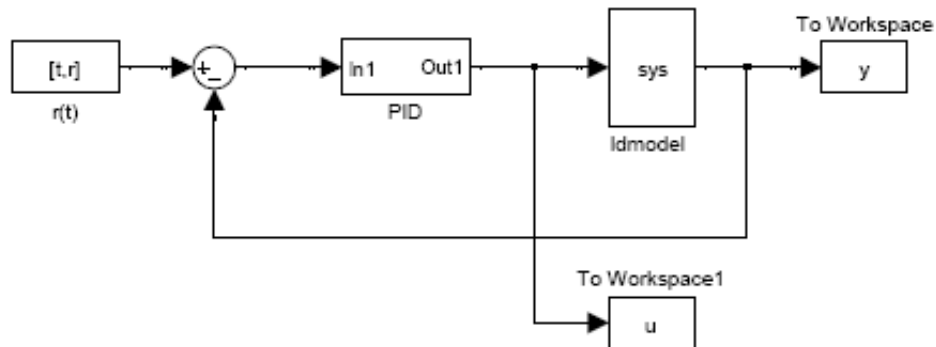 To Workspace
[t,r]
r(t)
+
−
In1
Out1
PID
sys
Idmodel
y
To Workspace1
u